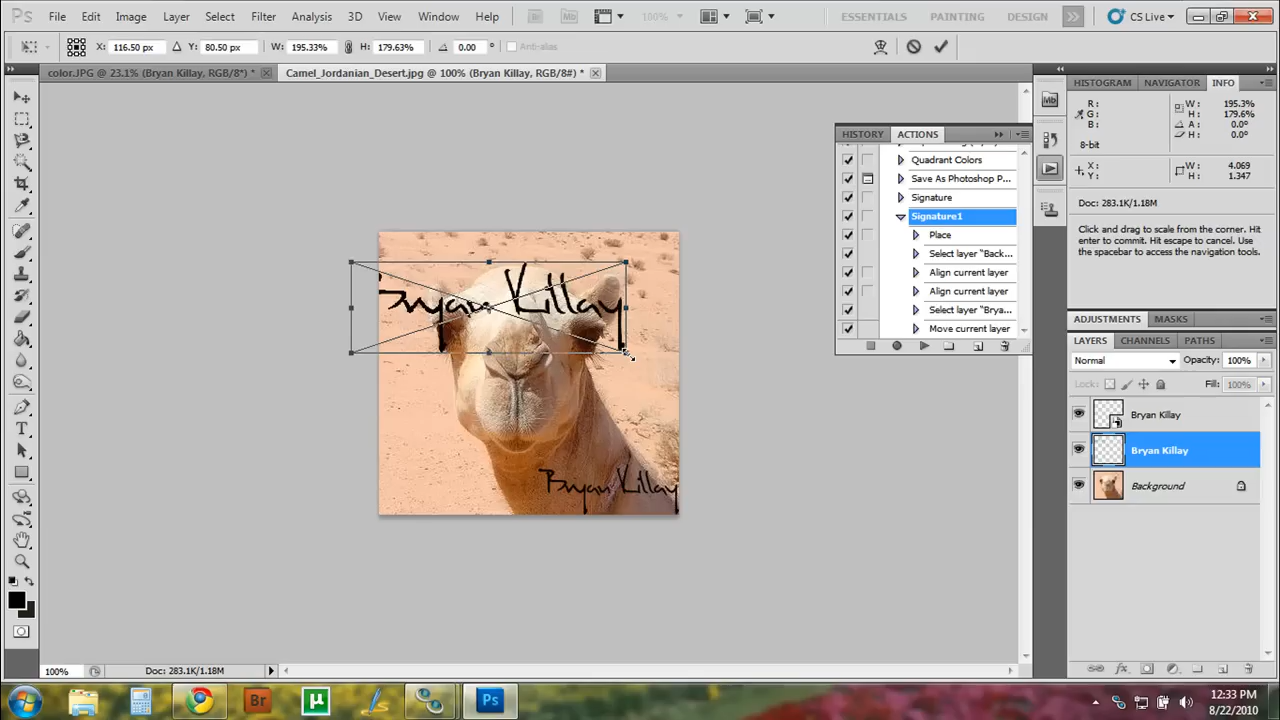 Ps File Edit Image Layer Select Filter Analysis 3D View Window Help Br Mb 100% ESSENTIALS PAINTING DESIGN CS Live
X: 116.50 px Y: 80.50 px W: 195.33% H: 179.63% 0.00 ° Anti-alias
color.JPG @ 23.1% (Bryan Killay, RGB/8*) * Camel_Jordanian_Desert.jpg @ 100% (Bryan Killay, RGB/8#) *
HISTOGRAM NAVIGATOR INFO
R: W: 195.3%
G: H: 179.6%
B: A: 0.0°
8-bit
X: W: 4.069
Y: H: 1.347
Doc: 283.1K/1.18M
Click and drag to scale from the corner. Hit enter to commit. Hit escape to cancel. Use the spacebar to access the navigation tools.
HISTORY ACTIONS
Quadrant Colors
Save As Photoshop P...
Signature
Signature1
Place
Select layer "Back...
Align current layer
Align current layer
Select layer "Brya...
Move current layer
Bryan Killay
Bryan Killay
ADJUSTMENTS MASKS
LAYERS CHANNELS PATHS
Normal Opacity: 100%
Lock: Fill: 100%
Bryan Killay
Bryan Killay
Background
100% Doc: 283.1K/1.18M
Br µ Ps
12:33 PM
8/22/2010